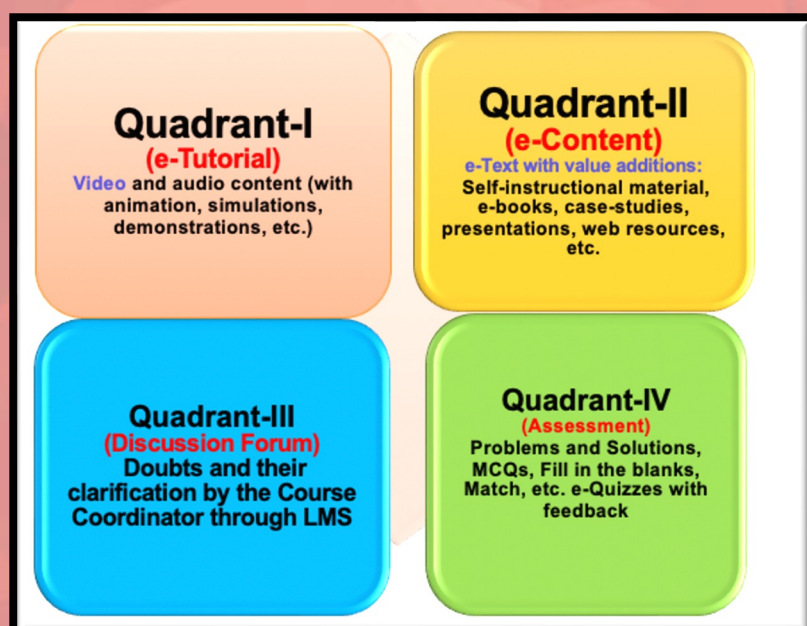 Quadrant-I
(e-Tutorial)
Video and audio content (with
animation, simulations,
demonstrations, etc.)
Quadrant-II
(e-Content)
e-Text with value additions:
Self-instructional material,
e-books, case-studies,
presentations, web resources,
etc.
Quadrant-III
(Discussion Forum)
Doubts and their
clarification by the Course
Coordinator through LMS
Quadrant-IV
(Assessment)
Problems and Solutions,
MCQs, Fill in the blanks,
Match, etc. e-Quizzes with
feedback